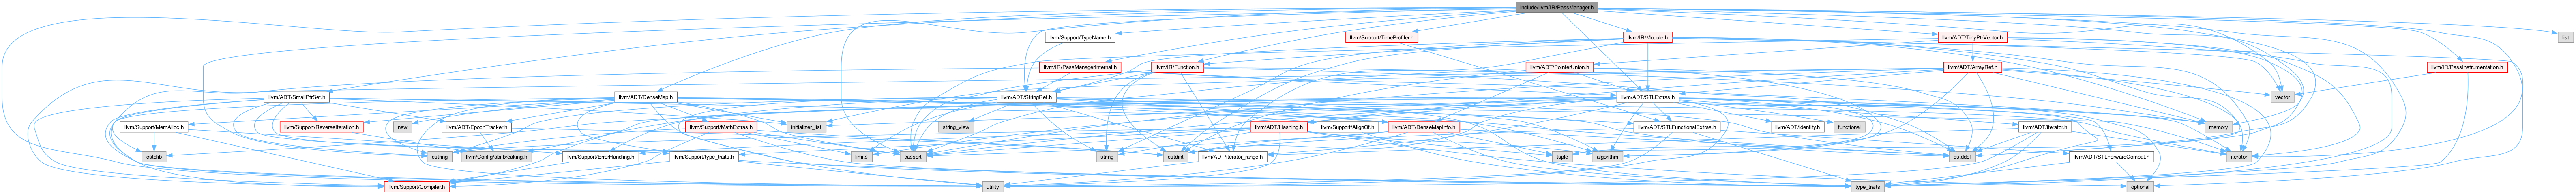 include/llvm/IR/PassManager.h
llvm/Support/TypeName.h
llvm/Support/TimeProfiler.h
llvm/IR/Module.h
llvm/ADT/TinyPtrVector.h
list
llvm/IR/PassManagerInternal.h
llvm/IR/Function.h
llvm/ADT/PointerUnion.h
llvm/ADT/ArrayRef.h
llvm/IR/PassInstrumentation.h
llvm/ADT/SmallPtrSet.h
llvm/ADT/DenseMap.h
llvm/ADT/StringRef.h
llvm/ADT/STLExtras.h
vector
llvm/Support/MemAlloc.h
llvm/Support/ReverseIteration.h
new
llvm/ADT/EpochTracker.h
llvm/Support/MathExtras.h
initializer_list
string_view
llvm/ADT/Hashing.h
llvm/Support/AlignOf.h
llvm/ADT/DenseMapInfo.h
llvm/ADT/STLFunctionalExtras.h
llvm/ADT/identity.h
functional
llvm/ADT/iterator.h
memory
cstdlib
cstring
llvm/Config/abi-breaking.h
llvm/Support/ErrorHandling.h
llvm/Support/type_traits.h
limits
cassert
string
cstdint
llvm/ADT/iterator_range.h
tuple
algorithm
cstddef
llvm/ADT/STLForwardCompat.h
iterator
llvm/Support/Compiler.h
utility
type_traits
optional